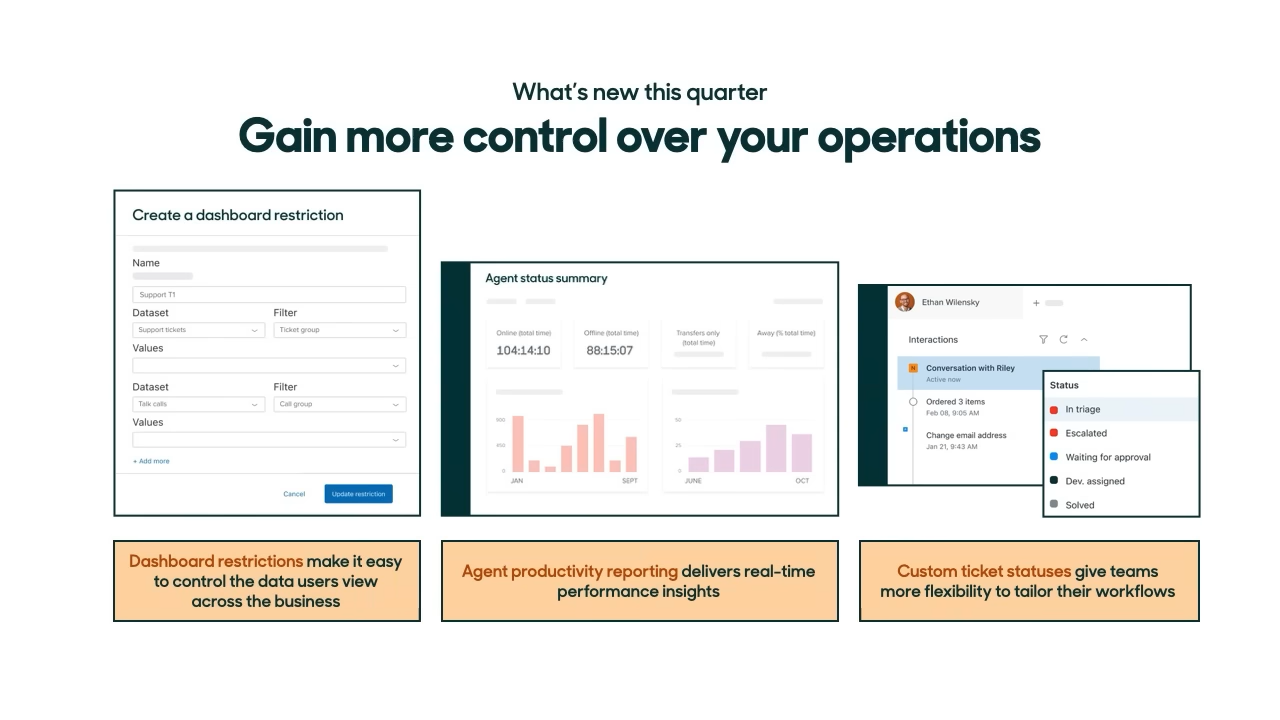 What's new this quarter
Gain more control over your operations
Create a dashboard restriction
Name
Support T1
Dataset Filter
Support tickets Ticket group
Values
Dataset Filter
Talk calls Call group
Values
+ Add more
Cancel Update restriction
Agent status summary
Online (total time) Offline (total time) Transfers only (total time) Away (% total time)
104:14:10 88:15:07
50
25
0
0
JAN SEPT
JUNE OCT
Ethan Wilensky +
Interactions
N Conversation with Riley
Active now
Ordered 3 items
Feb 08, 9:05 AM
Change email address
Jan 21, 9:43 AM
Status
In triage
Escalated
Waiting for approval
Dev. assigned
Solved
Dashboard restrictions make it easy
to control the data users view
across the business
Agent productivity reporting delivers real-time
performance insights
Custom ticket statuses give teams
more flexibility to tailor their workflows